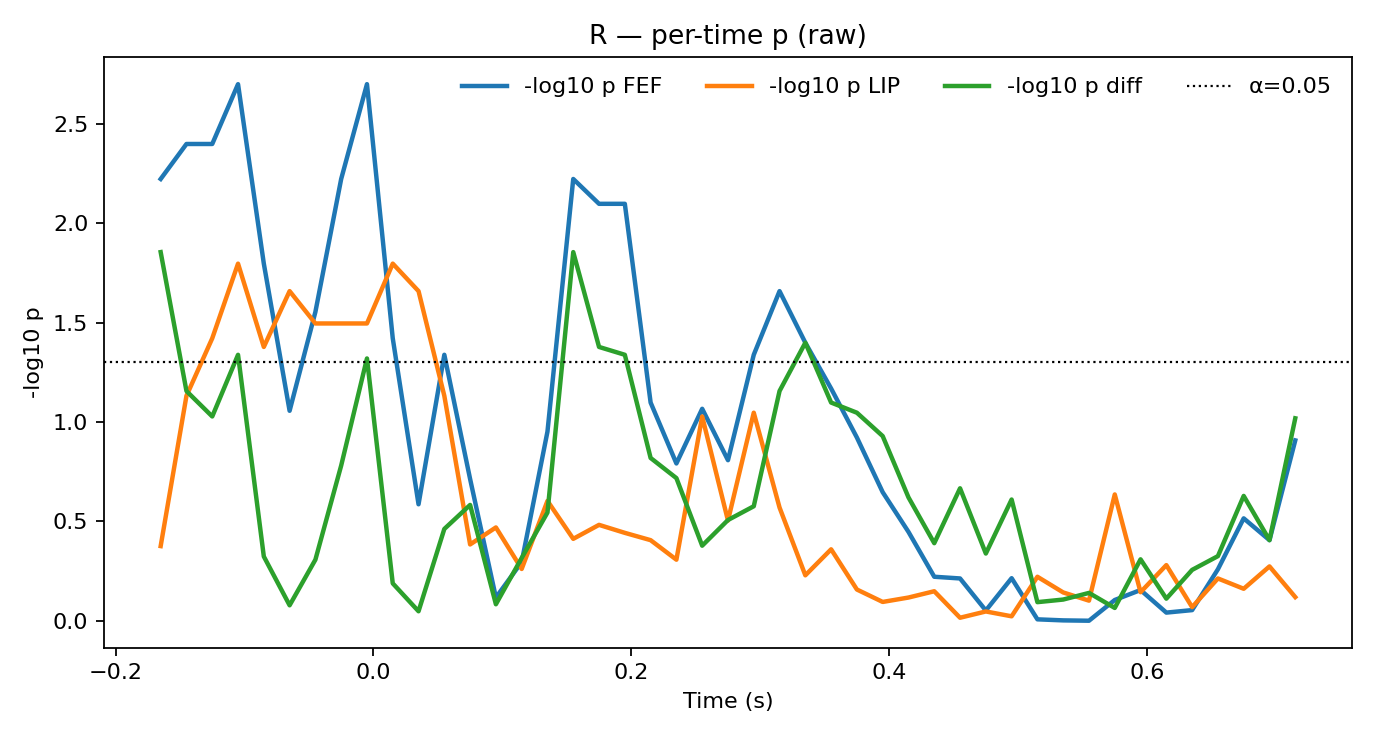 R — per-time p (raw)
-log10 p FEF
-log10 p LIP
-log10 p diff
α=0.05
-log10 p
2.5
2.0
1.5
1.0
0.5
0.0
−0.2
0.0
0.2
0.4
0.6
Time (s)